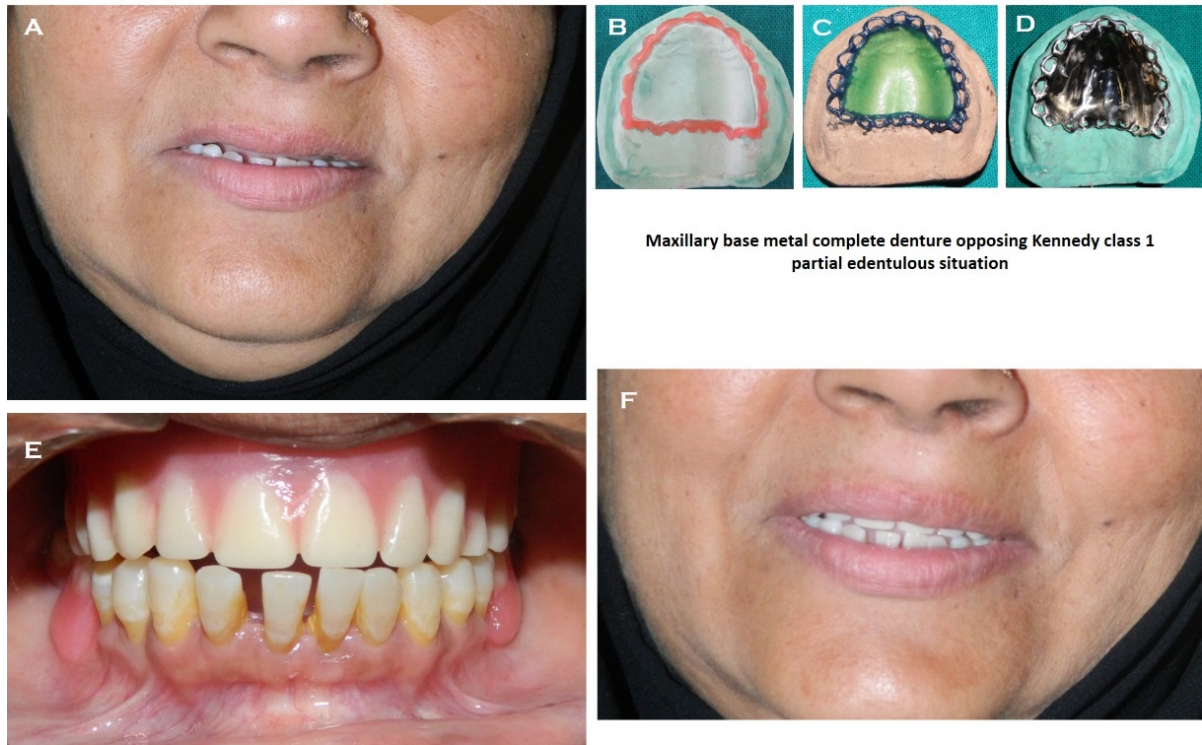 A
B
C
D
Maxillary base metal complete denture opposing Kennedy class 1
partial edentulous situation
E
F